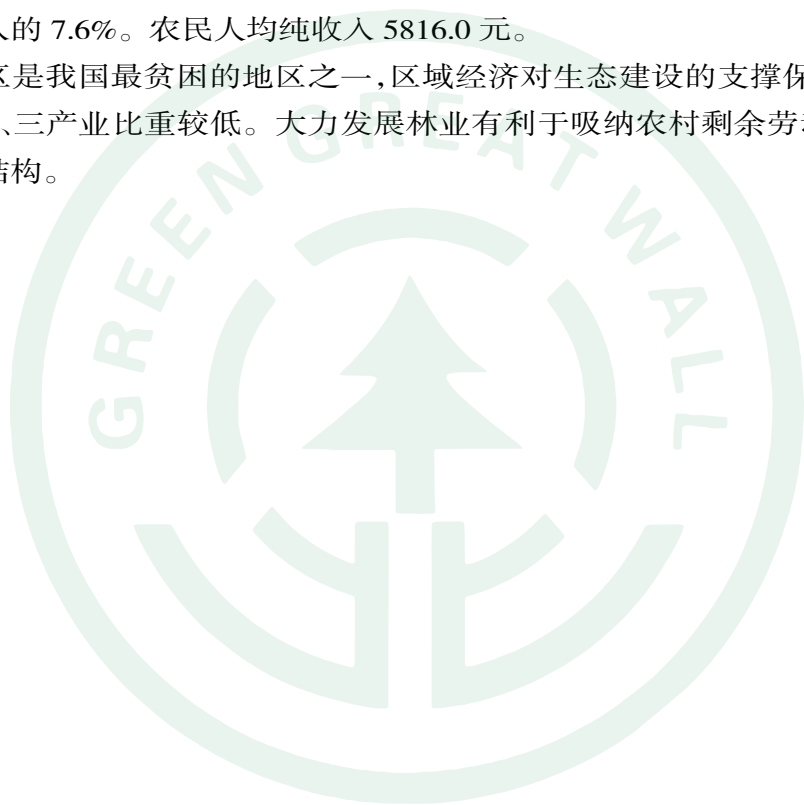 人的 7.6%。农民人均纯收入 5816.0 元。
区是我国最贫困的地区之一,区域经济对生态建设的支撑保
、三产业比重较低。大力发展林业有利于吸纳农村剩余劳
结构。
GREEN GREAT WALL